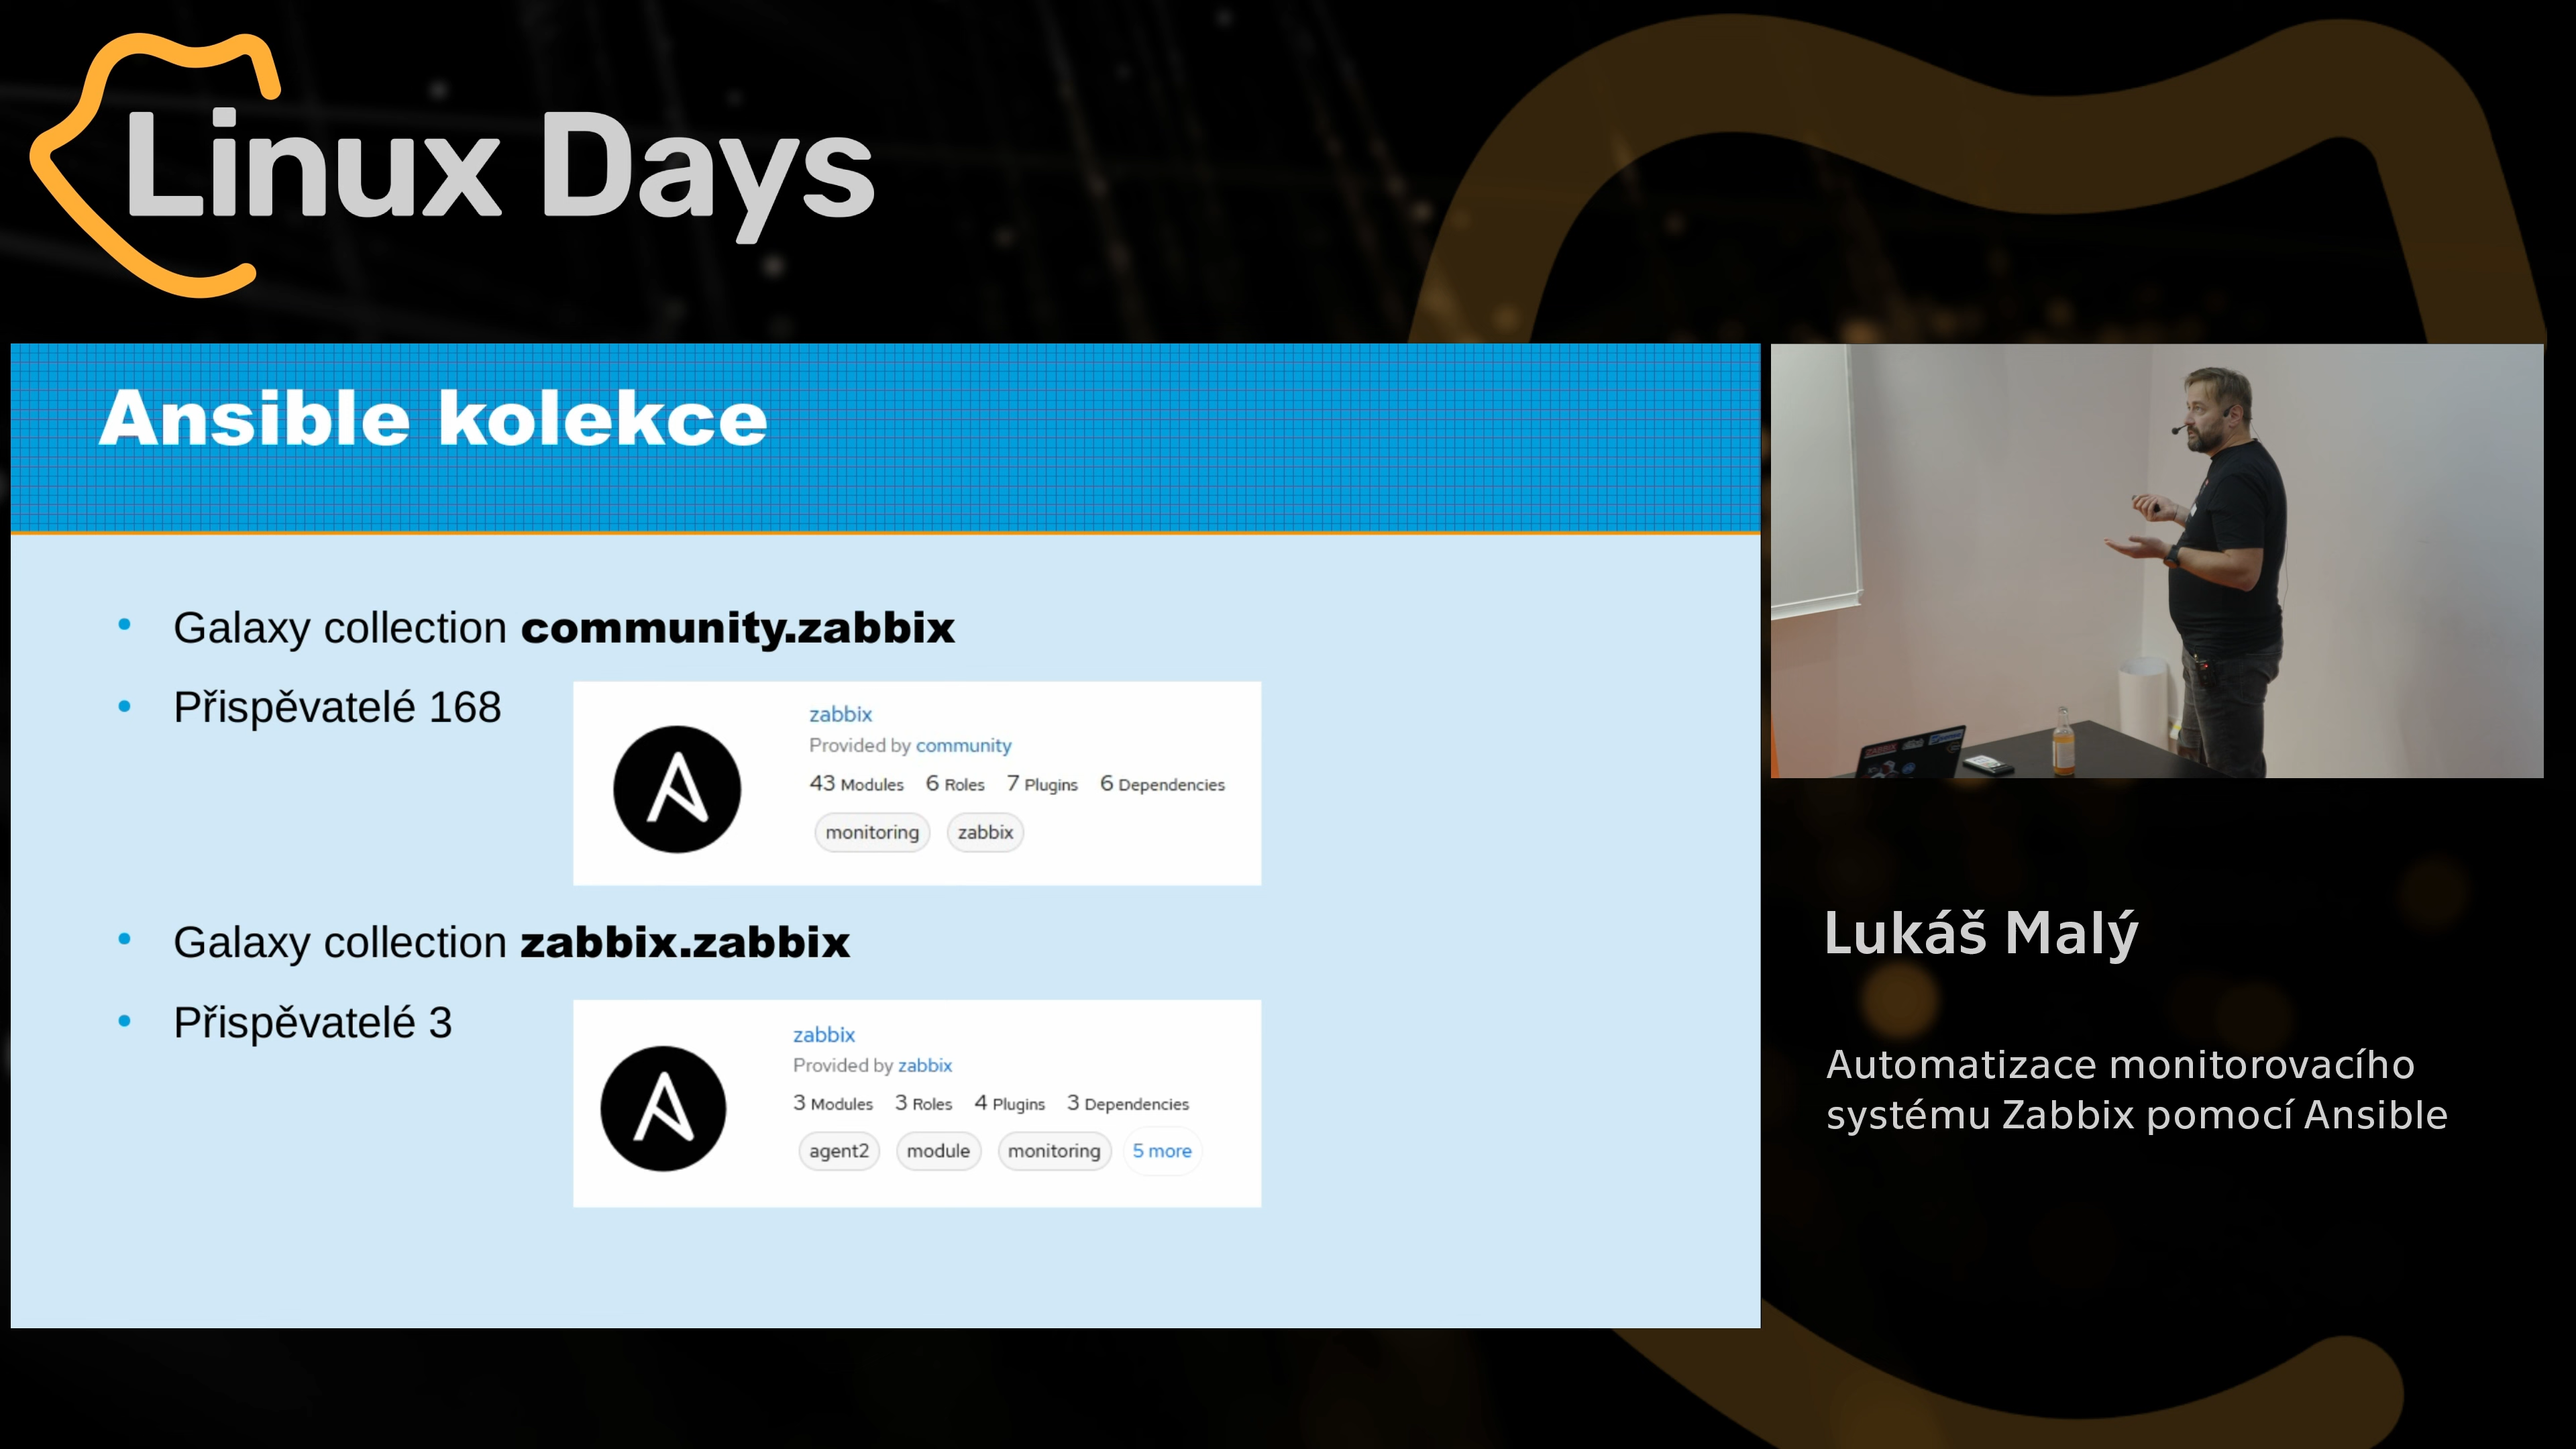 Linux Days
Ansible kolekce
Galaxy collection community.zabbix
Přispěvatelé 168
zabbix
Provided by community
43 Modules 6 Roles 7 Plugins 6 Dependencies
monitoring zabbix
Galaxy collection zabbix.zabbix
Přispěvatelé 3
zabbix
Provided by zabbix
3 Modules 3 Roles 4 Plugins 3 Dependencies
agent2 module monitoring 5 more
ZABBIX
Lukáš Malý
Automatizace monitorovacího
systému Zabbix pomocí Ansible